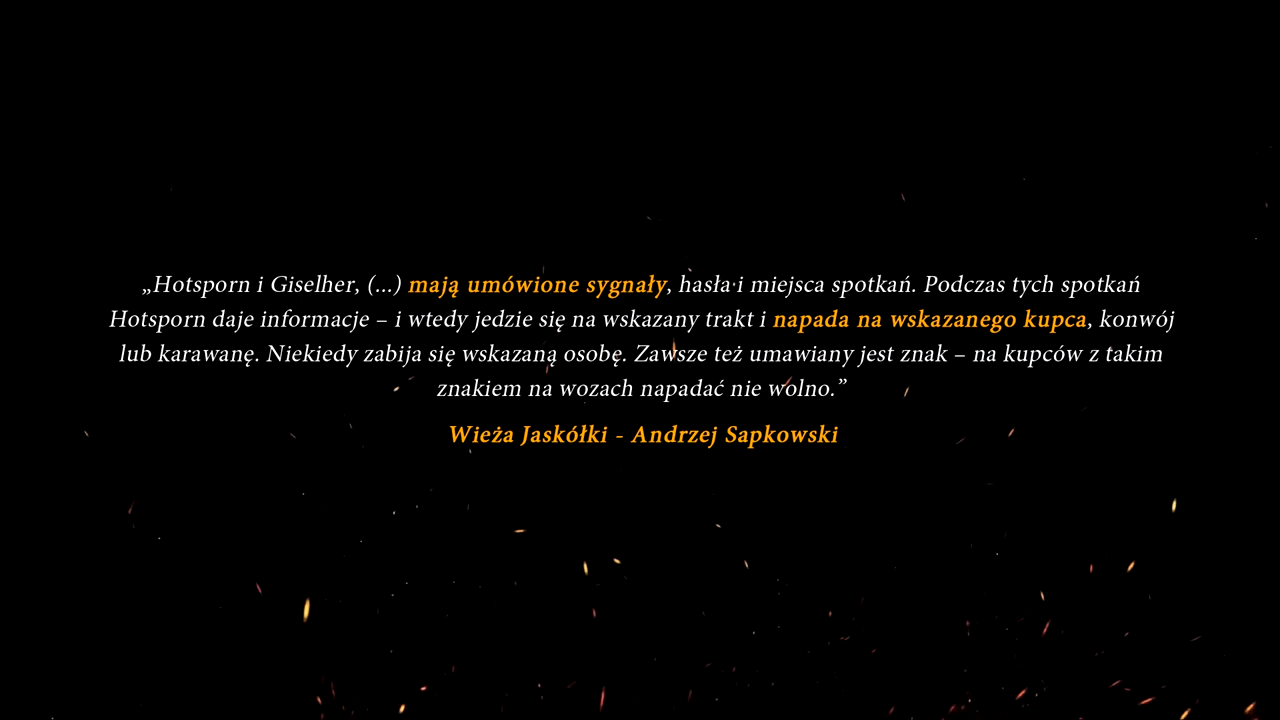 „Hotsporn i Giselher, (...) mają umówione sygnały, hasła i miejsca spotkań. Podczas tych spotkań
Hotsporn daje informacje – i wtedy jedzie się na wskazany trakt i napada na wskazanego kupca, konwój
lub karawanę. Niekiedy zabija się wskazaną osobę. Zawsze też umawiany jest znak – na kupców z takim
znakiem na wozach napadać nie wolno.”
Wieża Jaskółki - Andrzej Sapkowski